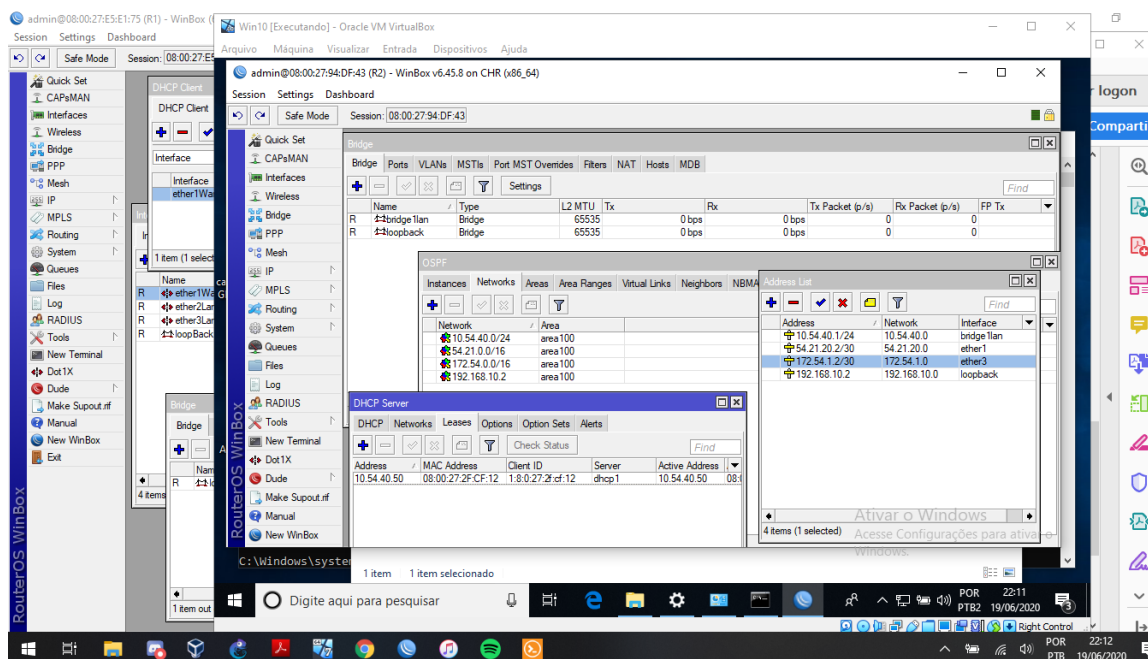 admin@08:00:27:E5:E1:75 (R1) - WinBox (
Session Settings Dashboard
Safe Mode Session: 08:00:27:E5
Quick Set
CAPsMAN
Interfaces
Wireless
Bridge
PPP
Mesh
IP
MPLS
Routing
System
Queues
Files
Log
RADIUS
Tools
New Terminal
Dot1X
Dude
Make Supout.rif
Manual
New WinBox
Exit
RouterOS WinBox
DHCP Client
DHCP Client
Interface
Interface
ether1Wa
1 item (1 select
Name
R ether1Wa
R ether2Lar
R ether3Lar
R loopBack
4 items
Bridge
Bridge
Nam
R
1 item out
Win10 [Executando] - Oracle VM VirtualBox
Arquivo Máquina Visualizar Entrada Dispositivos Ajuda
admin@08:00:27:94:DF:43 (R2) - WinBox v6.45.8 on CHR (x86_64)
Session Settings Dashboard
Safe Mode Session: 08:00:27:94:DF:43
Quick Set
CAPsMAN
Interfaces
Wireless
Bridge
PPP
Mesh
IP
MPLS
Routing
System
Queues
Files
Log
RADIUS
Tools
New Terminal
Dot1X
Dude
Make Supout.rif
Manual
New WinBox
RouterOS WinBox
Bridge
Bridge Ports VLANs MSTIs Port MST Overrides Filters NAT Hosts MDB
Settings Find
Name Type L2 MTU Tx Rx Tx Packet (p/s) Rx Packet (p/s) FP Tx
R bridge1lan Bridge 65535 0 bps 0 bps 0 0
R loopback Bridge 65535 0 bps 0 bps 0 0
OSPF
Instances Networks Areas Area Ranges Virtual Links Neighbors NBMA
Network Area
10.54.40.0/24 area100
54.21.0.0/16 area100
172.54.0.0/16 area100
192.168.10.2 area100
Address List
Find
Address Network Interface
10.54.40.1/24 10.54.40.0 bridge1lan
54.21.20.2/30 54.21.20.0 ether1
172.54.1.2/30 172.54.1.0 ether3
192.168.10.2 192.168.10.0 loopback
4 items (1 selected)
DHCP Server
DHCP Networks Leases Options Option Sets Alerts
Check Status Find
Address MAC Address Client ID Server Active Address
10.54.40.50 08:00:27:2F:CF:12 1:8:0:27:2f:cf:12 dhcp1 10.54.40.50 08:
Ativar o Windows
Acesse Configurações para ativar o
Windows.
C:\Windows\system
1 item 1 item selecionado
Digite aqui para pesquisar
POR
PTB2
22:11
19/06/2020
3
Right Control
r logon
Comparti
POR
PTB
22:12
19/06/2020